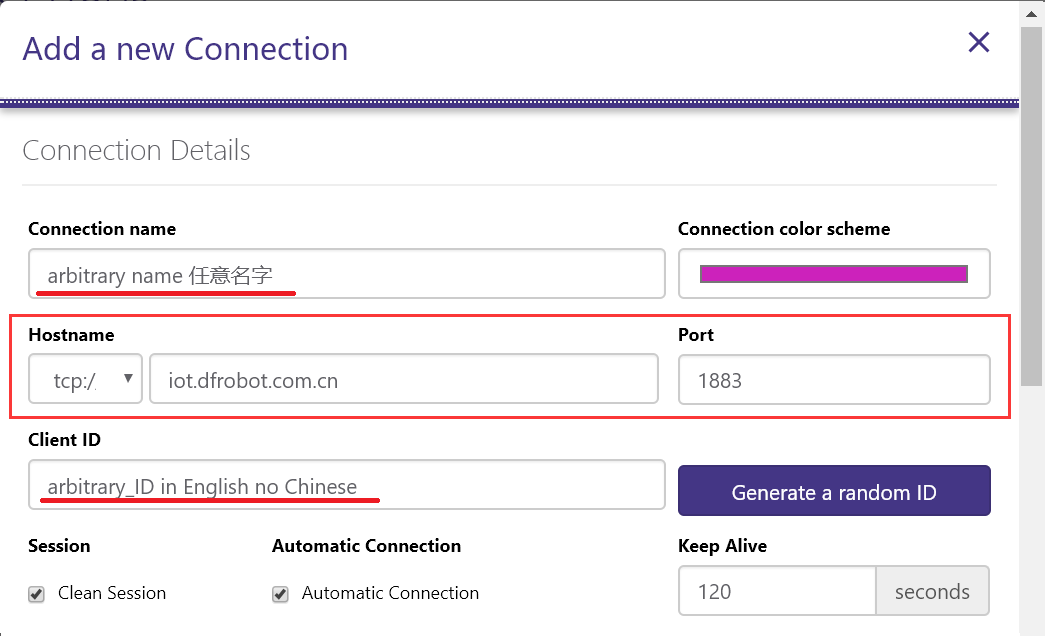 Add a new Connection
Connection Details
Connection name
Connection color scheme
arbitrary name 任意名字
Hostname
Port
tcp:/
iot.dfrobot.com.cn
1883
Client ID
arbitrary_ID in English no Chinese
Generate a random ID
Session
Automatic Connection
Keep Alive
Clean Session
Automatic Connection
120
seconds